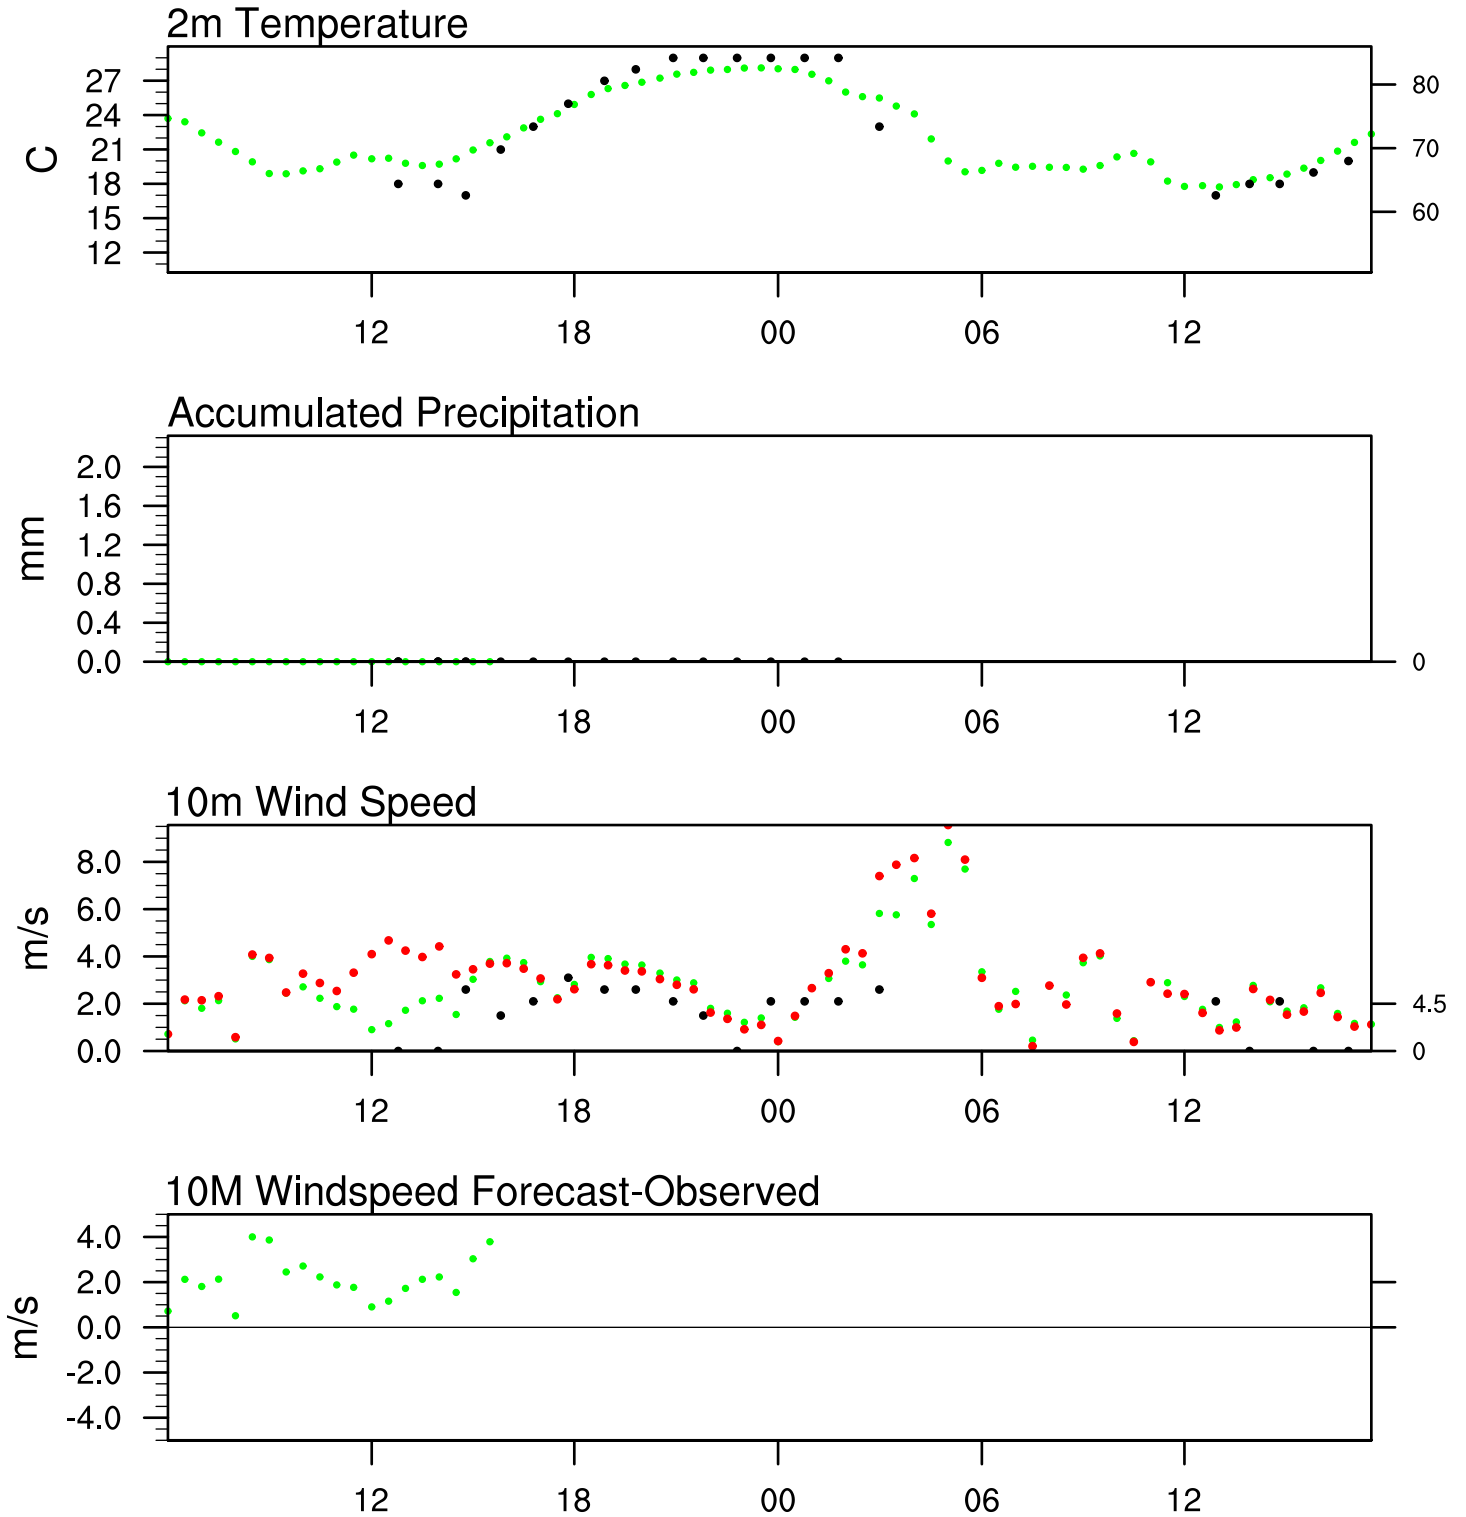 2m Temperature
27
80
24
21
70
C
18
15
60
12
12 18 00 06 12
Accumulated Precipitation
2.0
1.6
1.2
mm
0.8
0.4
0.0 0
12 18 00 06 12
10m Wind Speed
8.0
6.0
m/s
4.0
2.0 4.5
0.0 0
12 18 00 06 12
10M Windspeed Forecast-Observed
4.0
2.0
m/s
0.0
-2.0
-4.0
12 18 00 06 12